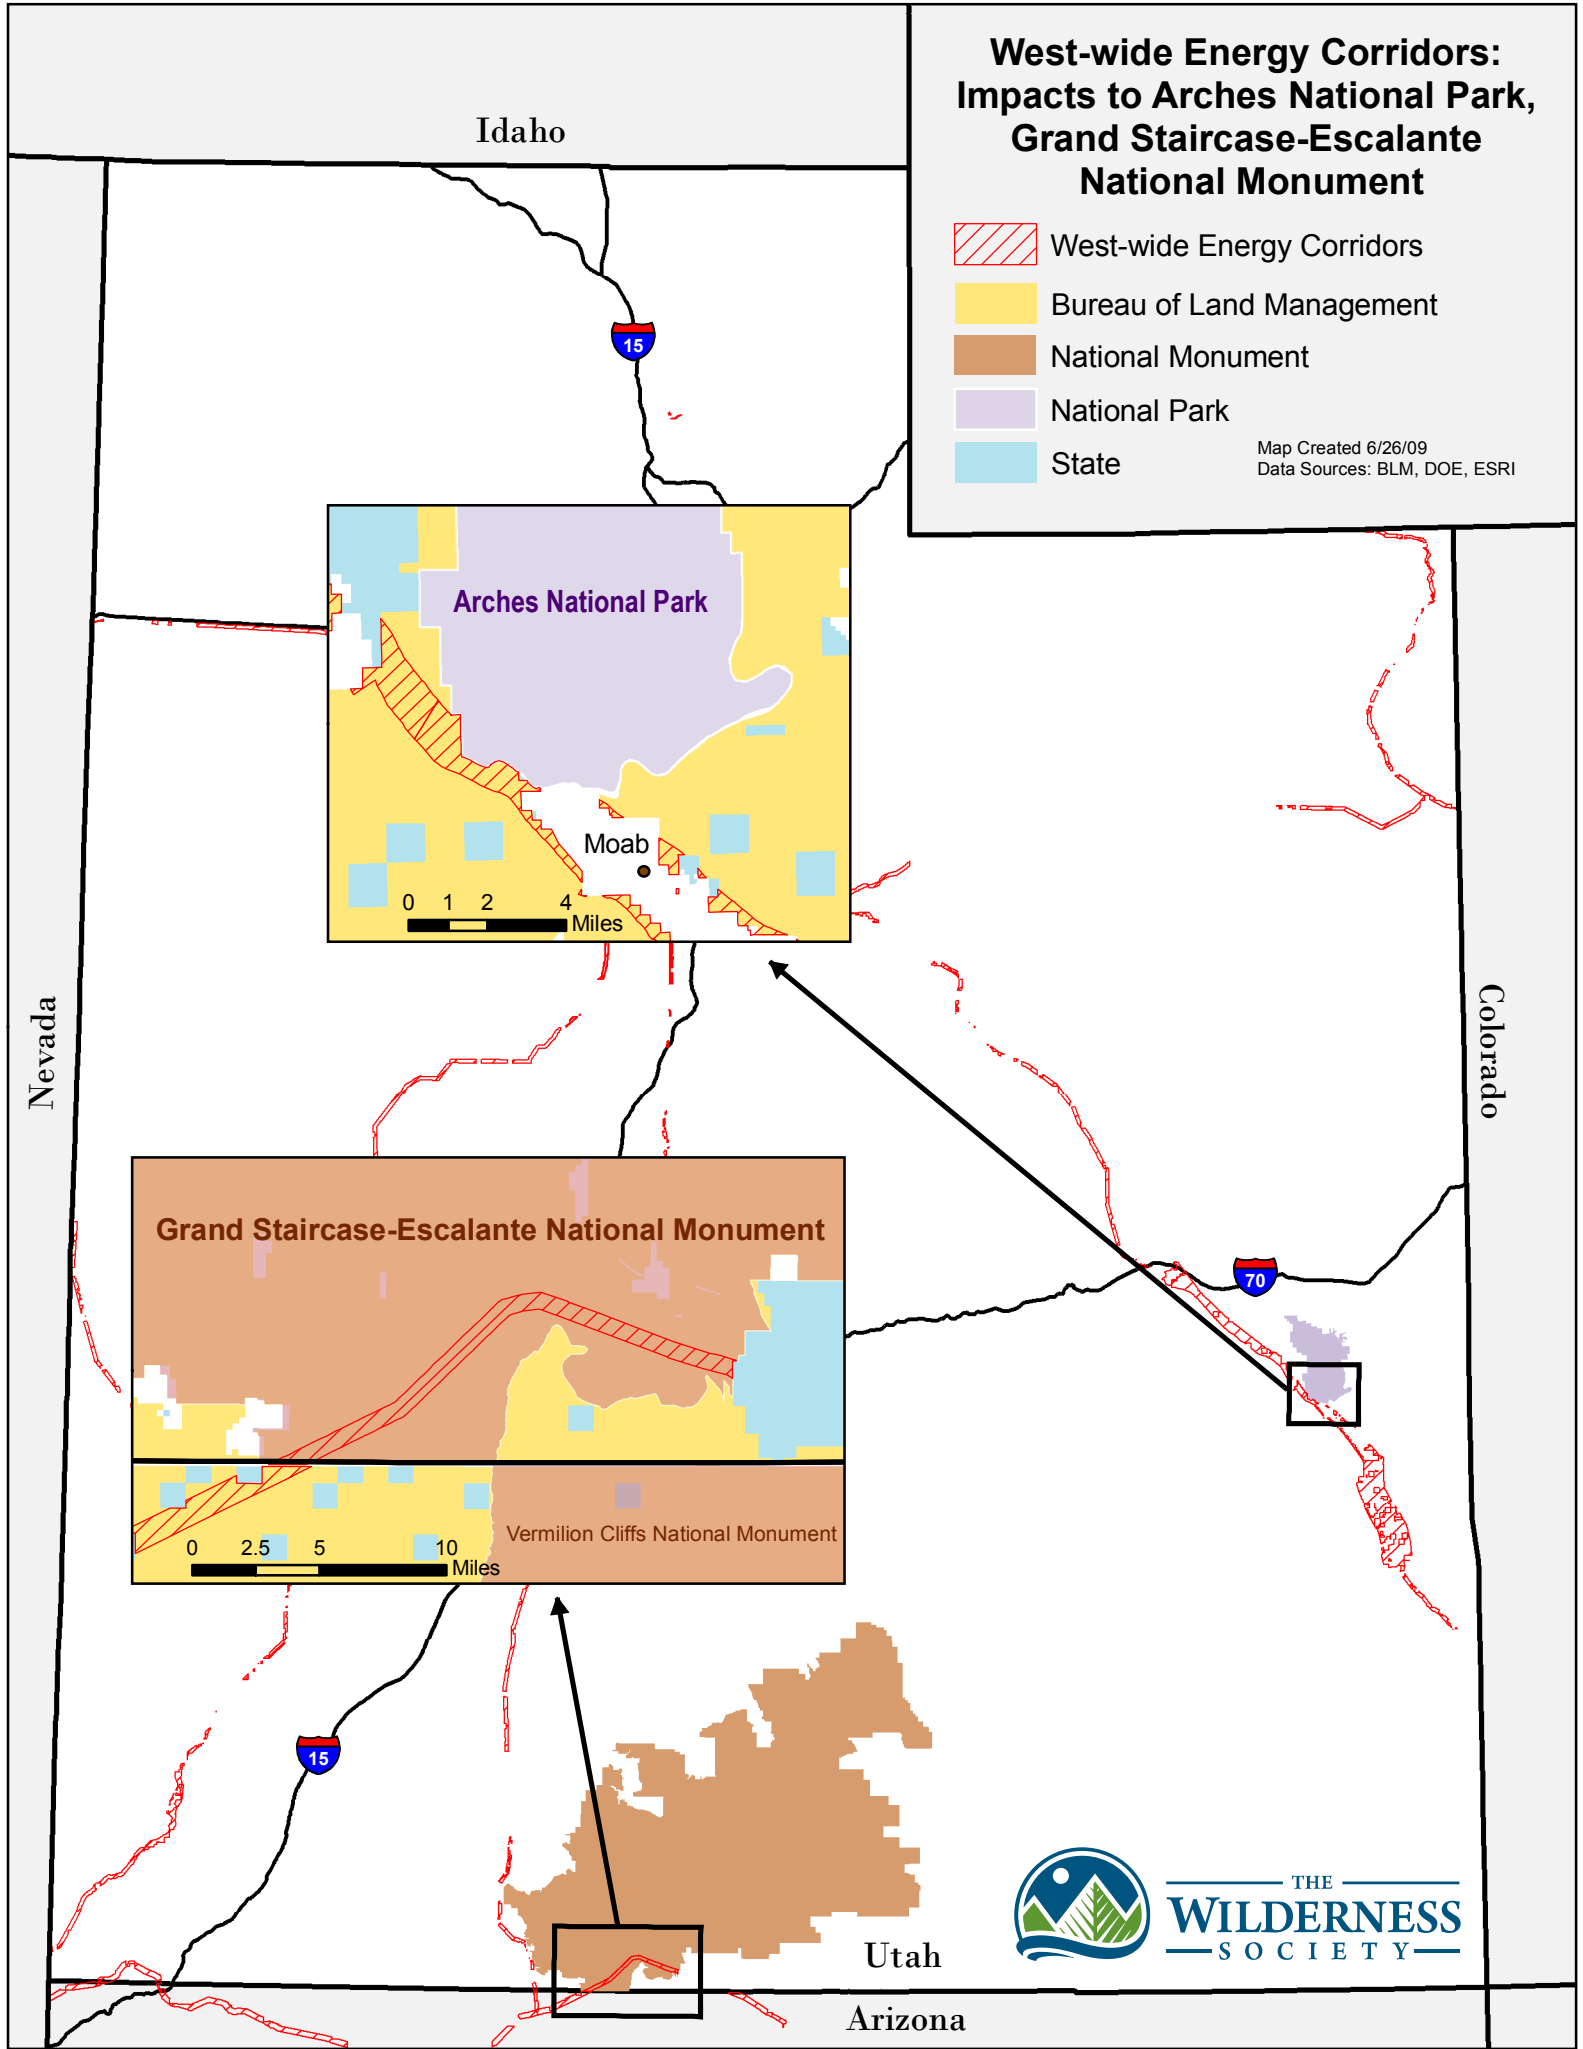 West-wide Energy Corridors:
Impacts to Arches National Park,
Grand Staircase-Escalante
National Monument
West-wide Energy Corridors
Bureau of Land Management
National Monument
National Park
State
Map Created 6/26/09
Data Sources: BLM, DOE, ESRI
Idaho
15
Arches National Park
Moab
0 1 2 4
Miles
Nevada
Colorado
Grand Staircase-Escalante National Monument
70
Vermilion Cliffs National Monument
0 2.5 5 10
Miles
15
THE
WILDERNESS
SOCIETY
Utah
Arizona